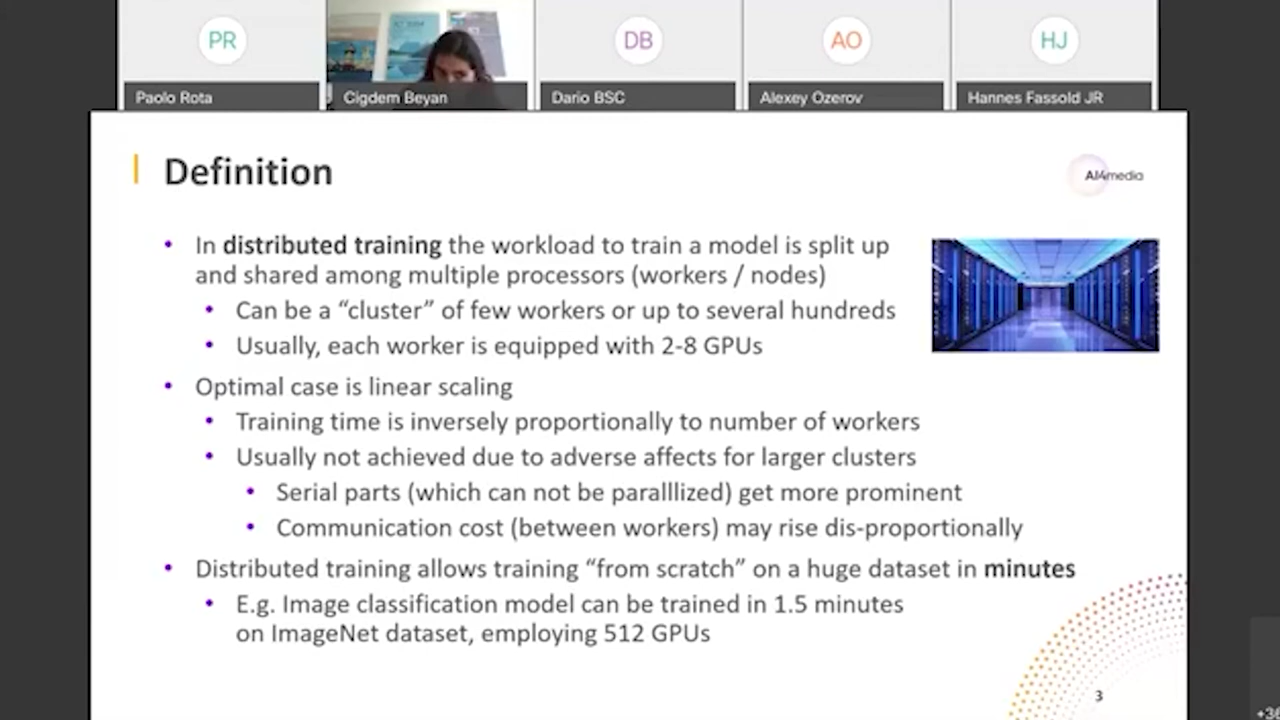 PR
DB
AO
HJ
Paolo Rota
Cigdem Beyan
Dario BSC
Alexey Ozerov
Hannes Fassold JR
Definition
AI4media
• In distributed training the workload to train a model is split up
and shared among multiple processors (workers / nodes)
• Can be a “cluster” of few workers or up to several hundreds
• Usually, each worker is equipped with 2-8 GPUs
• Optimal case is linear scaling
• Training time is inversely proportionally to number of workers
• Usually not achieved due to adverse affects for larger clusters
• Serial parts (which can not be paralllized) get more prominent
• Communication cost (between workers) may rise dis-proportionally
• Distributed training allows training “from scratch” on a huge dataset in minutes
• E.g. Image classification model can be trained in 1.5 minutes
on ImageNet dataset, employing 512 GPUs
3